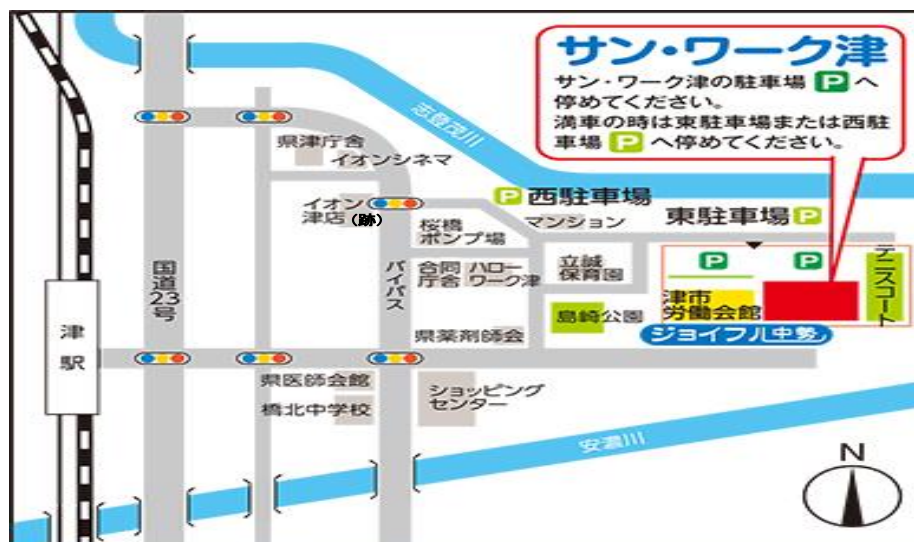 サン・ワーク津
サン・ワーク津の駐車場 P へ
停めてください。
満車の時は東駐車場または西駐
車場 P へ停めてください。
志登茂川
県津庁舎
イオンシネマ
イオン
津店(跡)
P 西駐車場
マンション
東駐車場 P
桜橋
ポンプ場
国道23号
バイパス
合同
庁舎
ハロー
ワーク津
立誠
保育園
P
P
テニスコート
津市
労働会館
島崎公園
ジョイフル中勢
県薬剤師会
津駅
県医師会館
橋北中学校
ショッピング
センター
安濃川
N